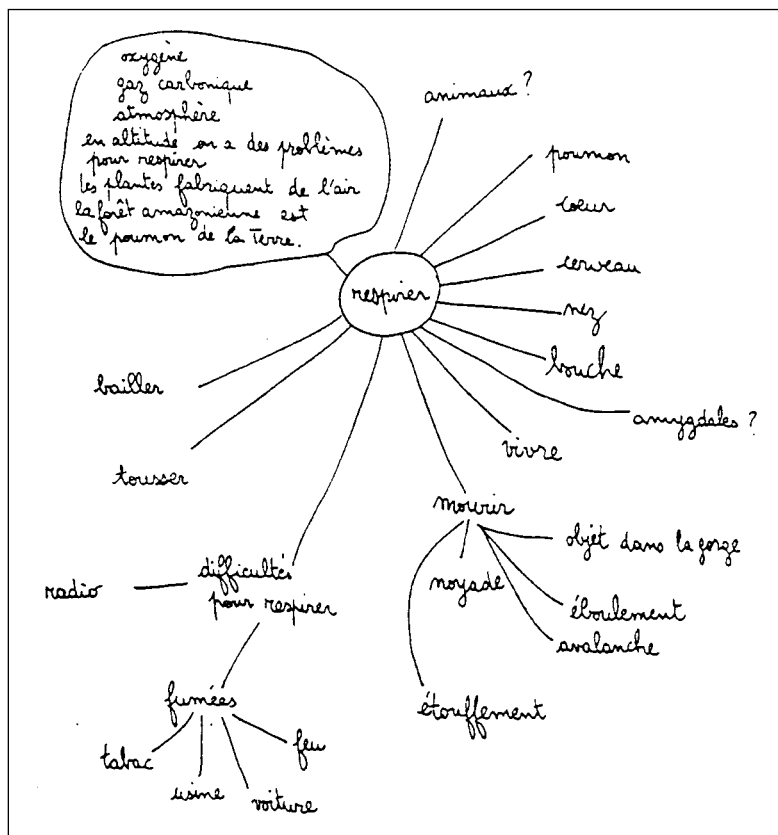 oxygène
gaz carbonique
atmosphère
en altitude on a des problèmes
pour respirer
les plantes fabriquent de l'air
la forêt amazonienne est
le poumon de la Terre.
animaux ?
poumon
coeur
cerveau
nez
bouche
amygdales ?
respirer
bailler
tousser
vivre
mourir
objet dans la gorge
noyade
éboulement
avalanche
étouffement
radio
difficultés
pour respirer
fumées
tabac
usine
voiture
feu